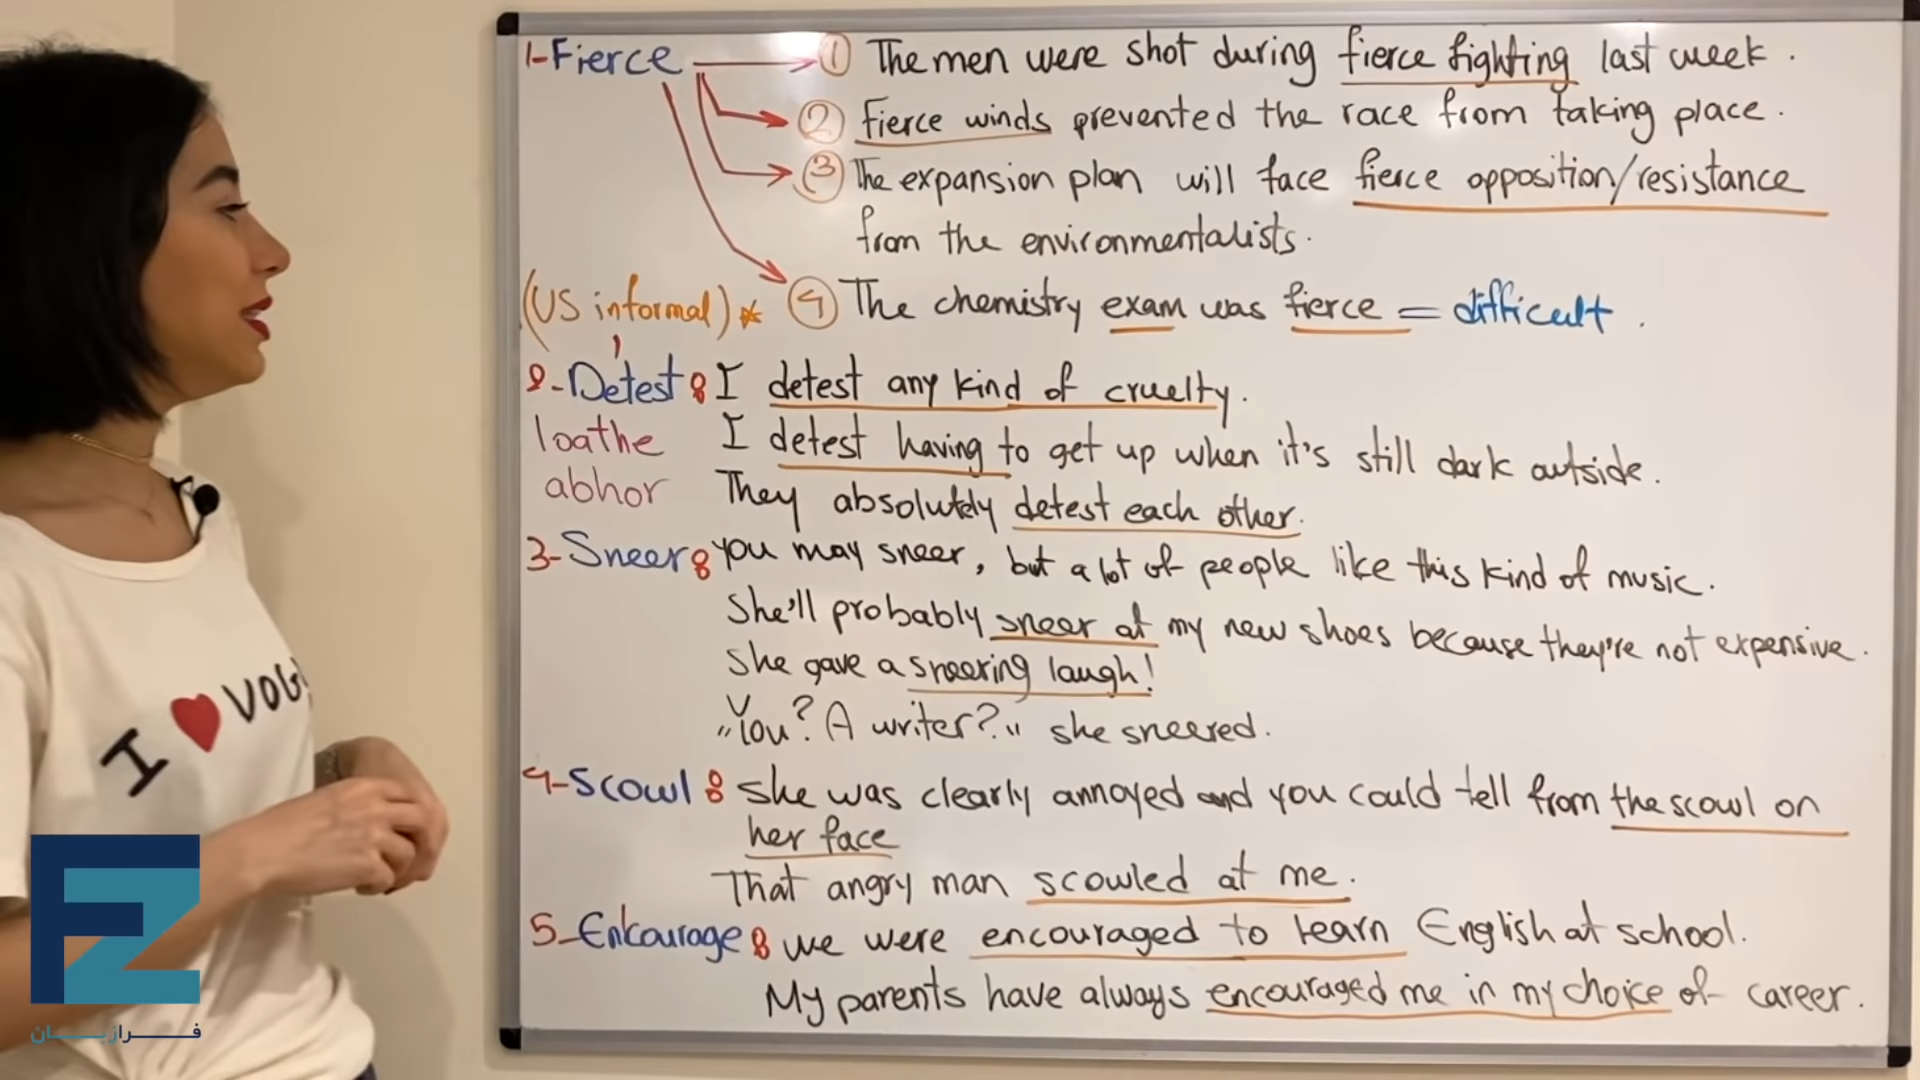 1-Fierce ① The men were shot during fierce fighting last week.
② Fierce winds prevented the race from taking place.
③ The expansion plan will face fierce opposition/resistance
from the environmentalists.
(US informal) * ④ The chemistry exam was fierce = difficult.
2-Detest: I detest any kind of cruelty.
loathe I detest having to get up when it's still dark outside.
abhor They absolutely detest each other.
3-Sneer: you may sneer, but a lot of people like this kind of music.
She'll probably sneer at my new shoes because they're not expensive.
She gave a sneering laugh!
"You? A writer?" she sneered.
4-Scowl: She was clearly annoyed and you could tell from the scowl on
her face
That angry man scowled at me.
5-Encourage: we were encouraged to learn English at school.
My parents have always encouraged me in my choice of career.
I ♥ VOG
FZ
فرازبان